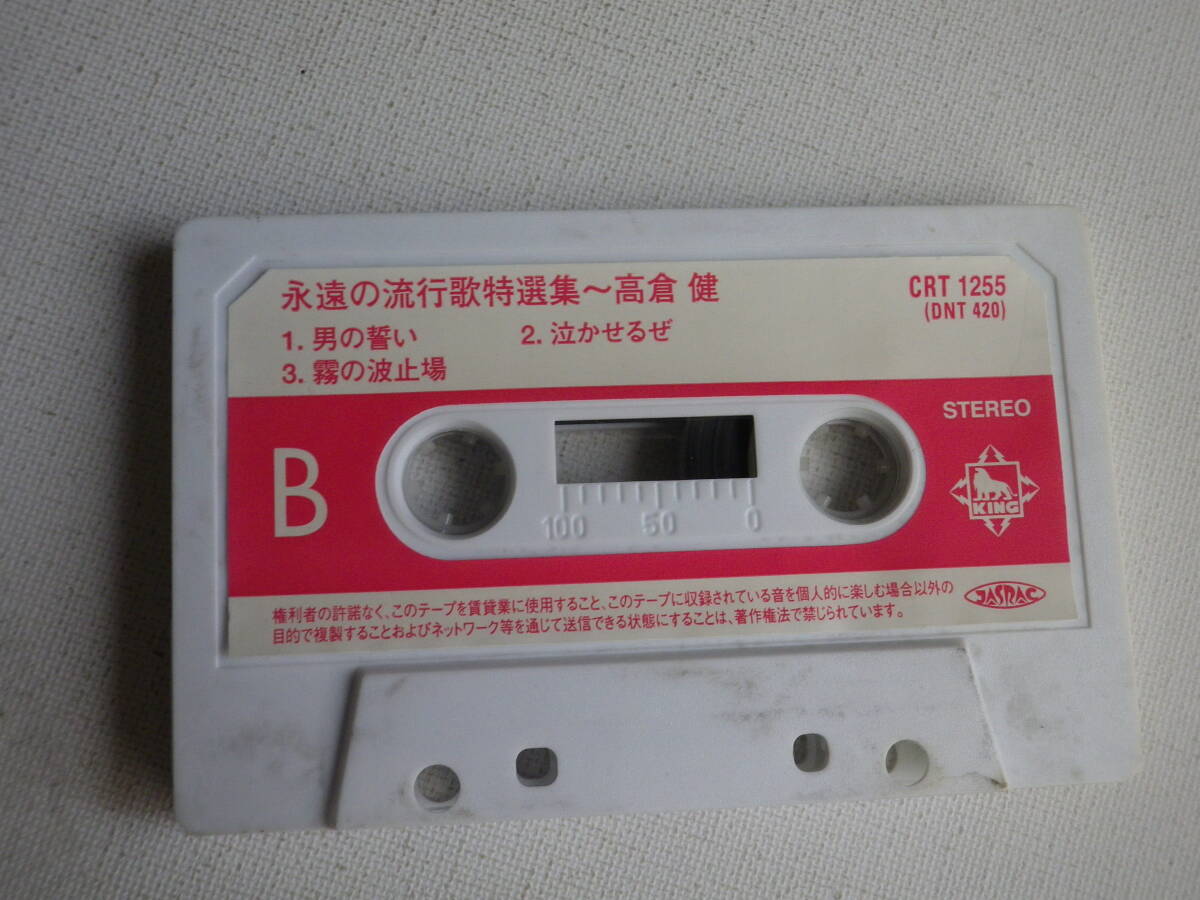 永遠の流行歌特選集～高倉 健
CRT 1255
(DNT 420)
1. 男の誓い 2. 泣かせるぜ
3. 霧の波止場
STEREO
B
100 50 0
KING
権利者の許諾なく、このテープを賃貸業に使用すること、このテープに収録されている音を個人的に楽しむ場合以外の
目的で複製することおよびネットワーク等を通じて送信できる状態にすることは、著作権法で禁じられています。
JASRAC